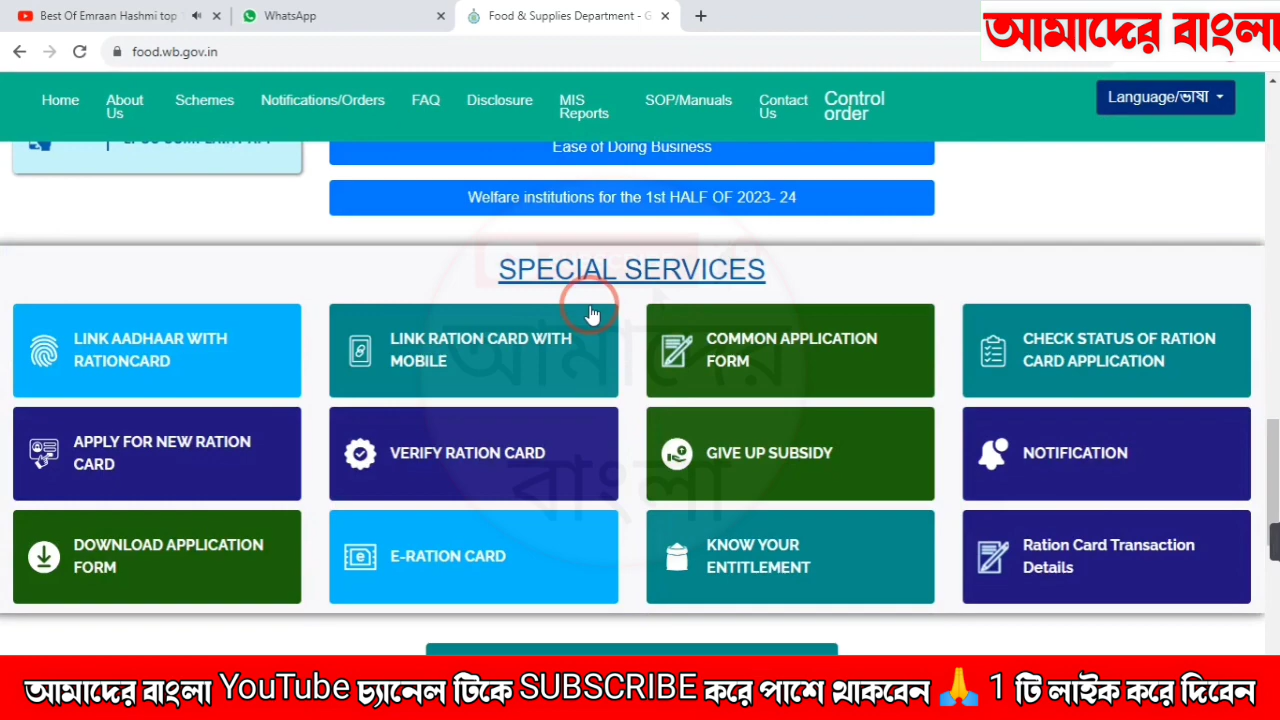 Best Of Emraan Hashmi top
WhatsApp
Food & Supplies Department - G
আমাদের বাংলা
food.wb.gov.in
Home
About Us
Schemes
Notifications/Orders
FAQ
Disclosure
MIS Reports
SOP/Manuals
Contact Us
Control order
Language/ভাষা
Ease of Doing Business
Welfare institutions for the 1st HALF OF 2023- 24
SPECIAL SERVICES
LINK AADHAAR WITH
RATIONCARD
LINK RATION CARD WITH
MOBILE
COMMON APPLICATION
FORM
CHECK STATUS OF RATION
CARD APPLICATION
APPLY FOR NEW RATION
CARD
VERIFY RATION CARD
GIVE UP SUBSIDY
NOTIFICATION
DOWNLOAD APPLICATION
FORM
E-RATION CARD
KNOW YOUR
ENTITLEMENT
Ration Card Transaction
Details
আমাদের
বাংলা
আমাদের বাংলা YouTube চ্যানেল টিকে SUBSCRIBE করে পাশে থাকবেন 🙏 1 টি লাইক করে দিবেন